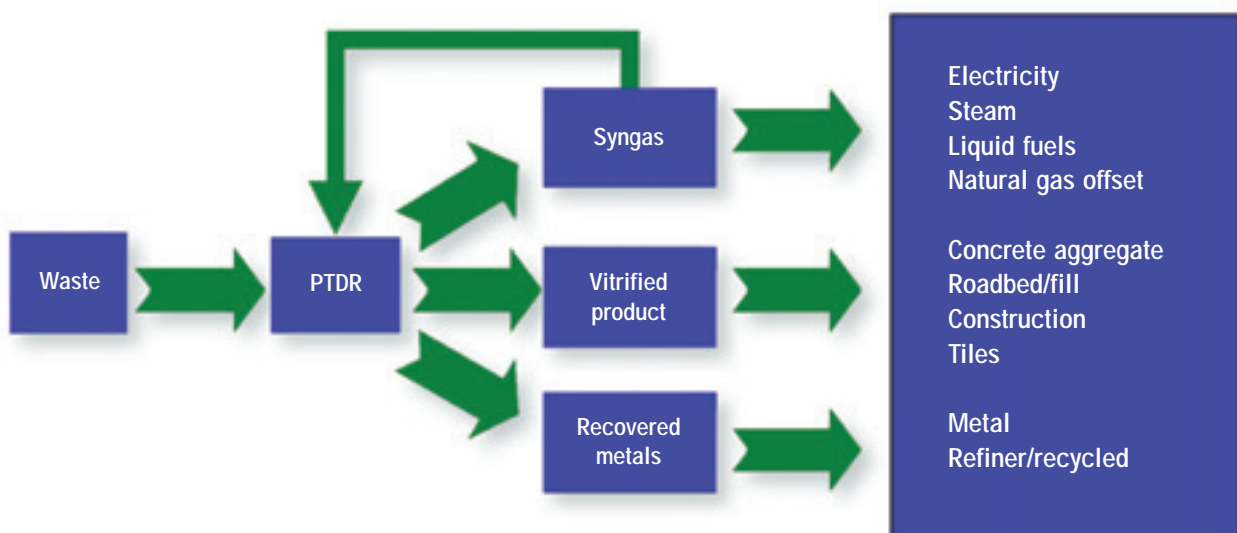 Waste
PTDR
Syngas
Vitrified
product
Recovered
metals
Electricity
Steam
Liquid fuels
Natural gas offset
Concrete aggregate
Roadbed/fill
Construction
Tiles
Metal
Refiner/recycled